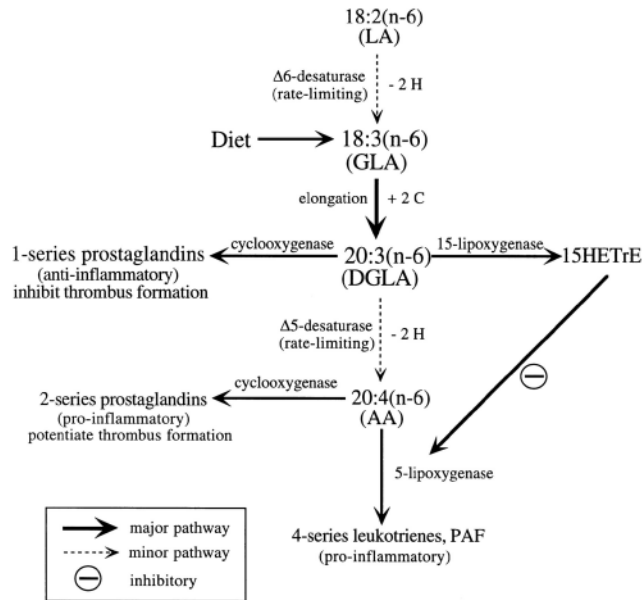 18:2(n-6)
(LA)
Δ6-desaturase
(rate-limiting)
- 2 H
Diet
18:3(n-6)
(GLA)
elongation
+ 2 C
1-series prostaglandins
(anti-inflammatory)
inhibit thrombus formation
cyclooxygenase
20:3(n-6)
(DGLA)
15-lipoxygenase
15HETrE
Δ5-desaturase
(rate-limiting)
- 2 H
2-series prostaglandins
(pro-inflammatory)
potentiate thrombus formation
cyclooxygenase
20:4(n-6)
(AA)
5-lipoxygenase
4-series leukotrienes, PAF
(pro-inflammatory)
major pathway
minor pathway
inhibitory